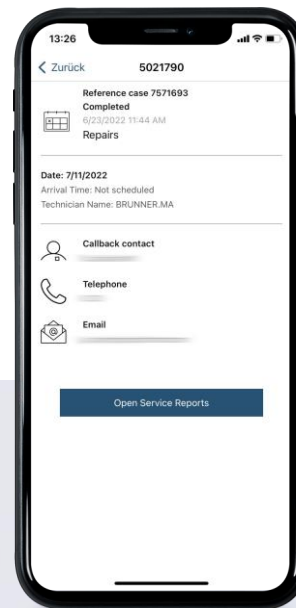 13:26
Zurück
5021790
Reference case 7571693
Completed
6/23/2022 11:44 AM
Repairs
Date: 7/11/2022
Arrival Time: Not scheduled
Technician Name: BRUNNER.MA
Callback contact
Telephone
Email
Open Service Reports